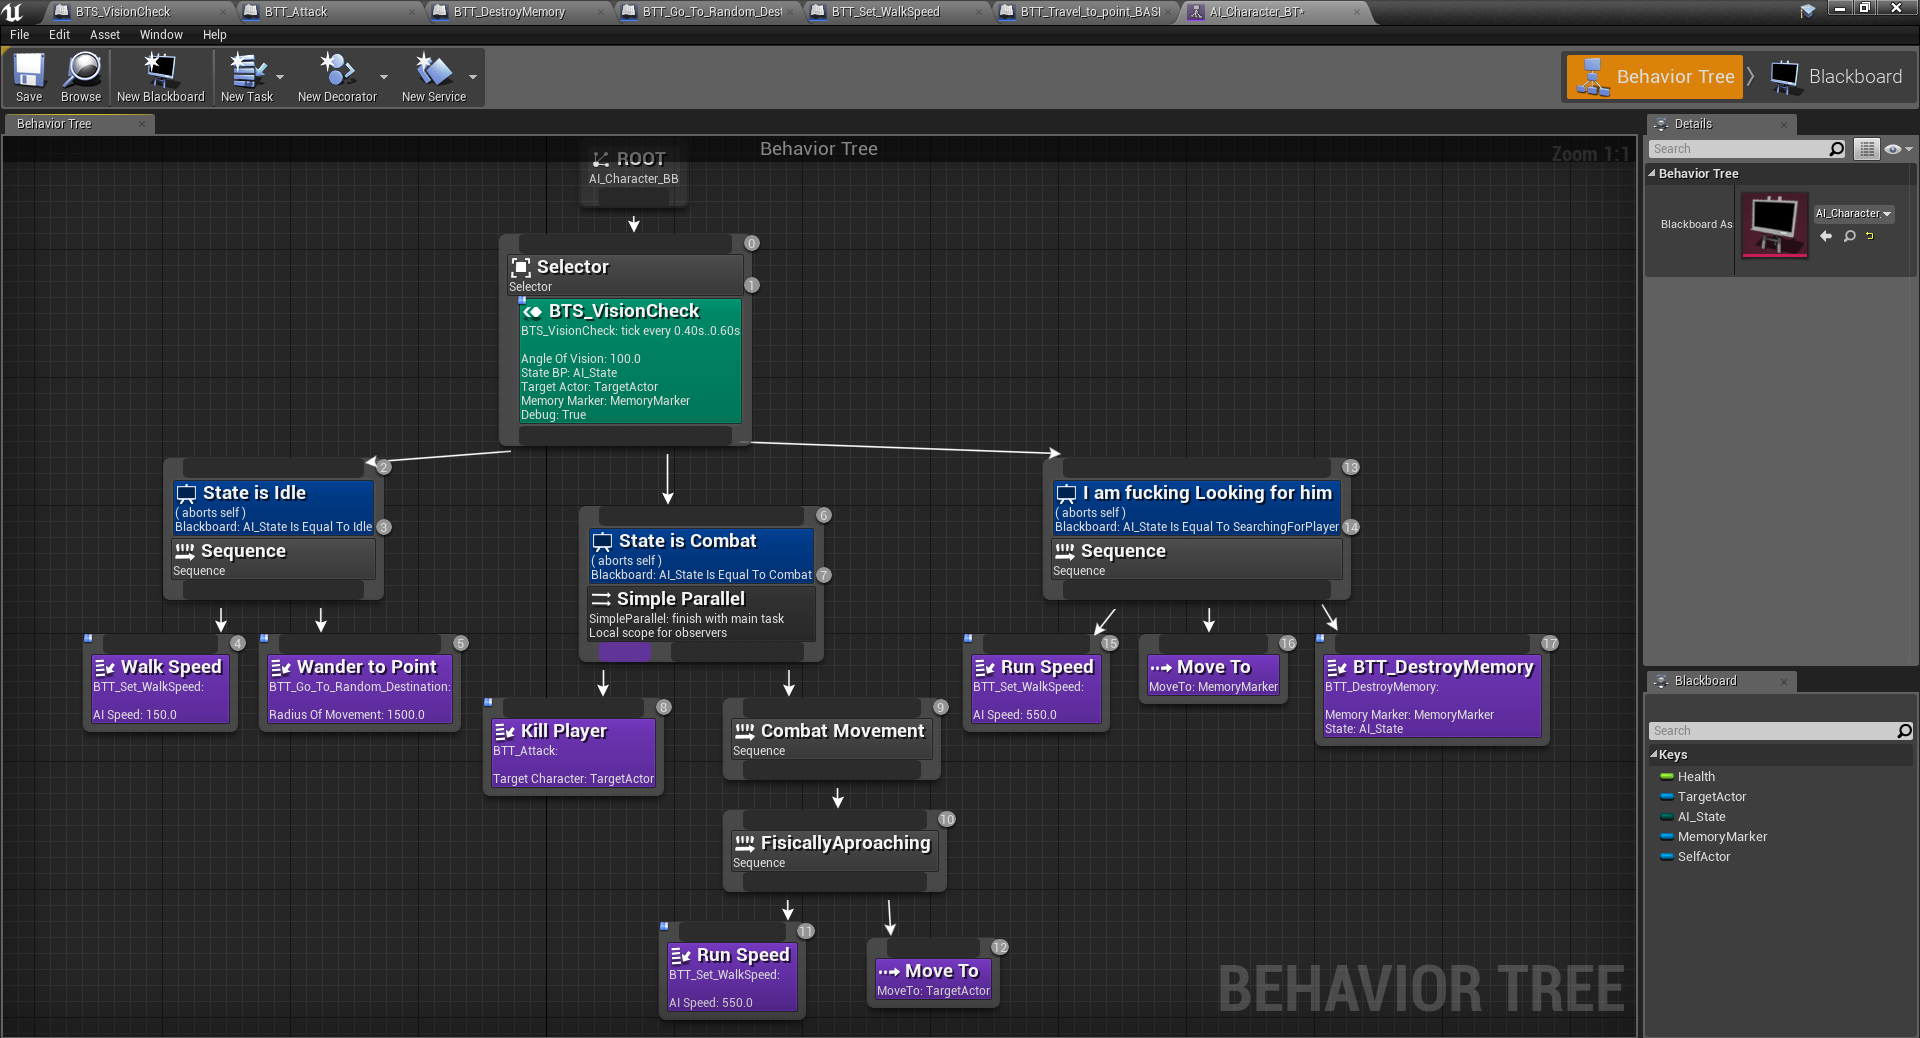 BTS_VisionCheck
BTT_Attack
BTT_DestroyMemory
BTT_Go_To_Random_Dest
BTT_Set_WalkSpeed
BTT_Travel_to_point_BASI
AI_Character_BT*
File Edit Asset Window Help
Save
Browse
New Blackboard
New Task
New Decorator
New Service
Behavior Tree
Blackboard
Behavior Tree
Behavior Tree
Zoom 1:1
ROOT
AI_Character_BB
0
Selector
Selector
1
BTS_VisionCheck
BTS_VisionCheck: tick every 0.40s..0.60s
Angle Of Vision: 100.0
State BP: AI_State
Target Actor: TargetActor
Memory Marker: MemoryMarker
Debug: True
2
State is Idle
( aborts self )
Blackboard: AI_State Is Equal To Idle
3
Sequence
Sequence
4
Walk Speed
BTT_Set_WalkSpeed:
AI Speed: 150.0
5
Wander to Point
BTT_Go_To_Random_Destination:
Radius Of Movement: 1500.0
6
State is Combat
( aborts self )
Blackboard: AI_State Is Equal To Combat
7
Simple Parallel
SimpleParallel: finish with main task
Local scope for observers
8
Kill Player
BTT_Attack:
Target Character: TargetActor
9
Combat Movement
Sequence
10
FisicallyAproaching
Sequence
11
Run Speed
BTT_Set_WalkSpeed:
AI Speed: 550.0
12
Move To
MoveTo: TargetActor
13
I am fucking Looking for him
( aborts self )
Blackboard: AI_State Is Equal To SearchingForPlayer
14
Sequence
Sequence
15
Run Speed
BTT_Set_WalkSpeed:
AI Speed: 550.0
16
Move To
MoveTo: MemoryMarker
17
BTT_DestroyMemory
BTT_DestroyMemory:
Memory Marker: MemoryMarker
State: AI_State
BEHAVIOR TREE
Details
Search
Behavior Tree
Blackboard As
AI_Character
Blackboard
Search
Keys
Health
TargetActor
AI_State
MemoryMarker
SelfActor